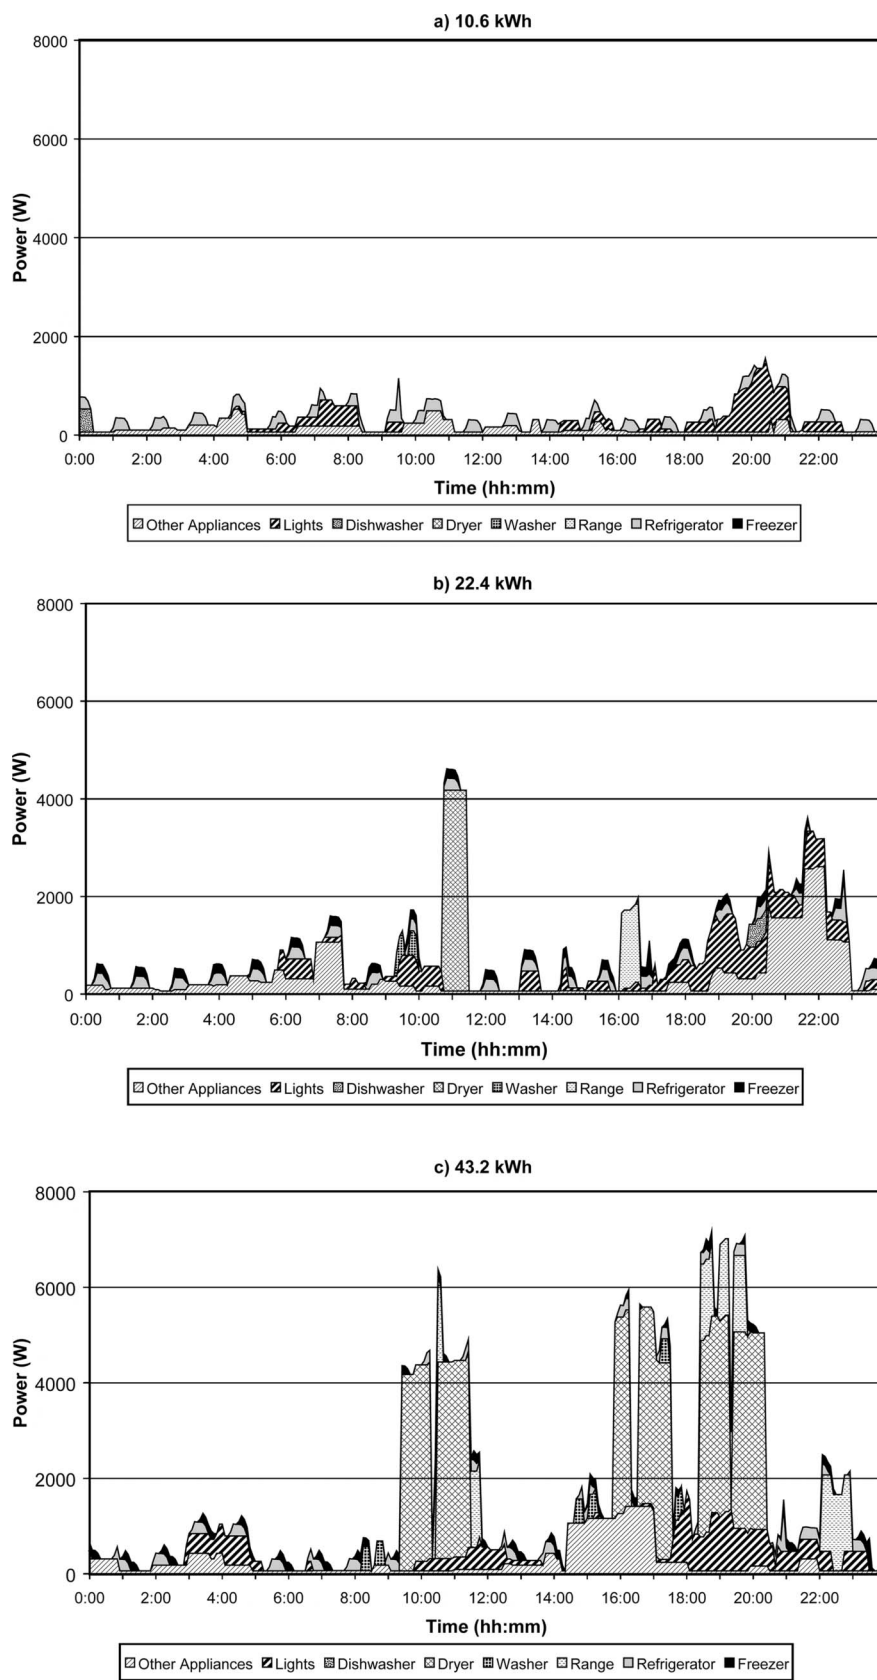 a) 10.6 kWh
8000
6000
4000
2000
0
Power (W)
0:00 2:00 4:00 6:00 8:00 10:00 12:00 14:00 16:00 18:00 20:00 22:00
Time (hh:mm)
Other Appliances Lights Dishwasher Dryer Washer Range Refrigerator Freezer
b) 22.4 kWh
8000
6000
4000
2000
0
Power (W)
0:00 2:00 4:00 6:00 8:00 10:00 12:00 14:00 16:00 18:00 20:00 22:00
Time (hh:mm)
Other Appliances Lights Dishwasher Dryer Washer Range Refrigerator Freezer
c) 43.2 kWh
8000
6000
4000
2000
0
Power (W)
0:00 2:00 4:00 6:00 8:00 10:00 12:00 14:00 16:00 18:00 20:00 22:00
Time (hh:mm)
Other Appliances Lights Dishwasher Dryer Washer Range Refrigerator Freezer